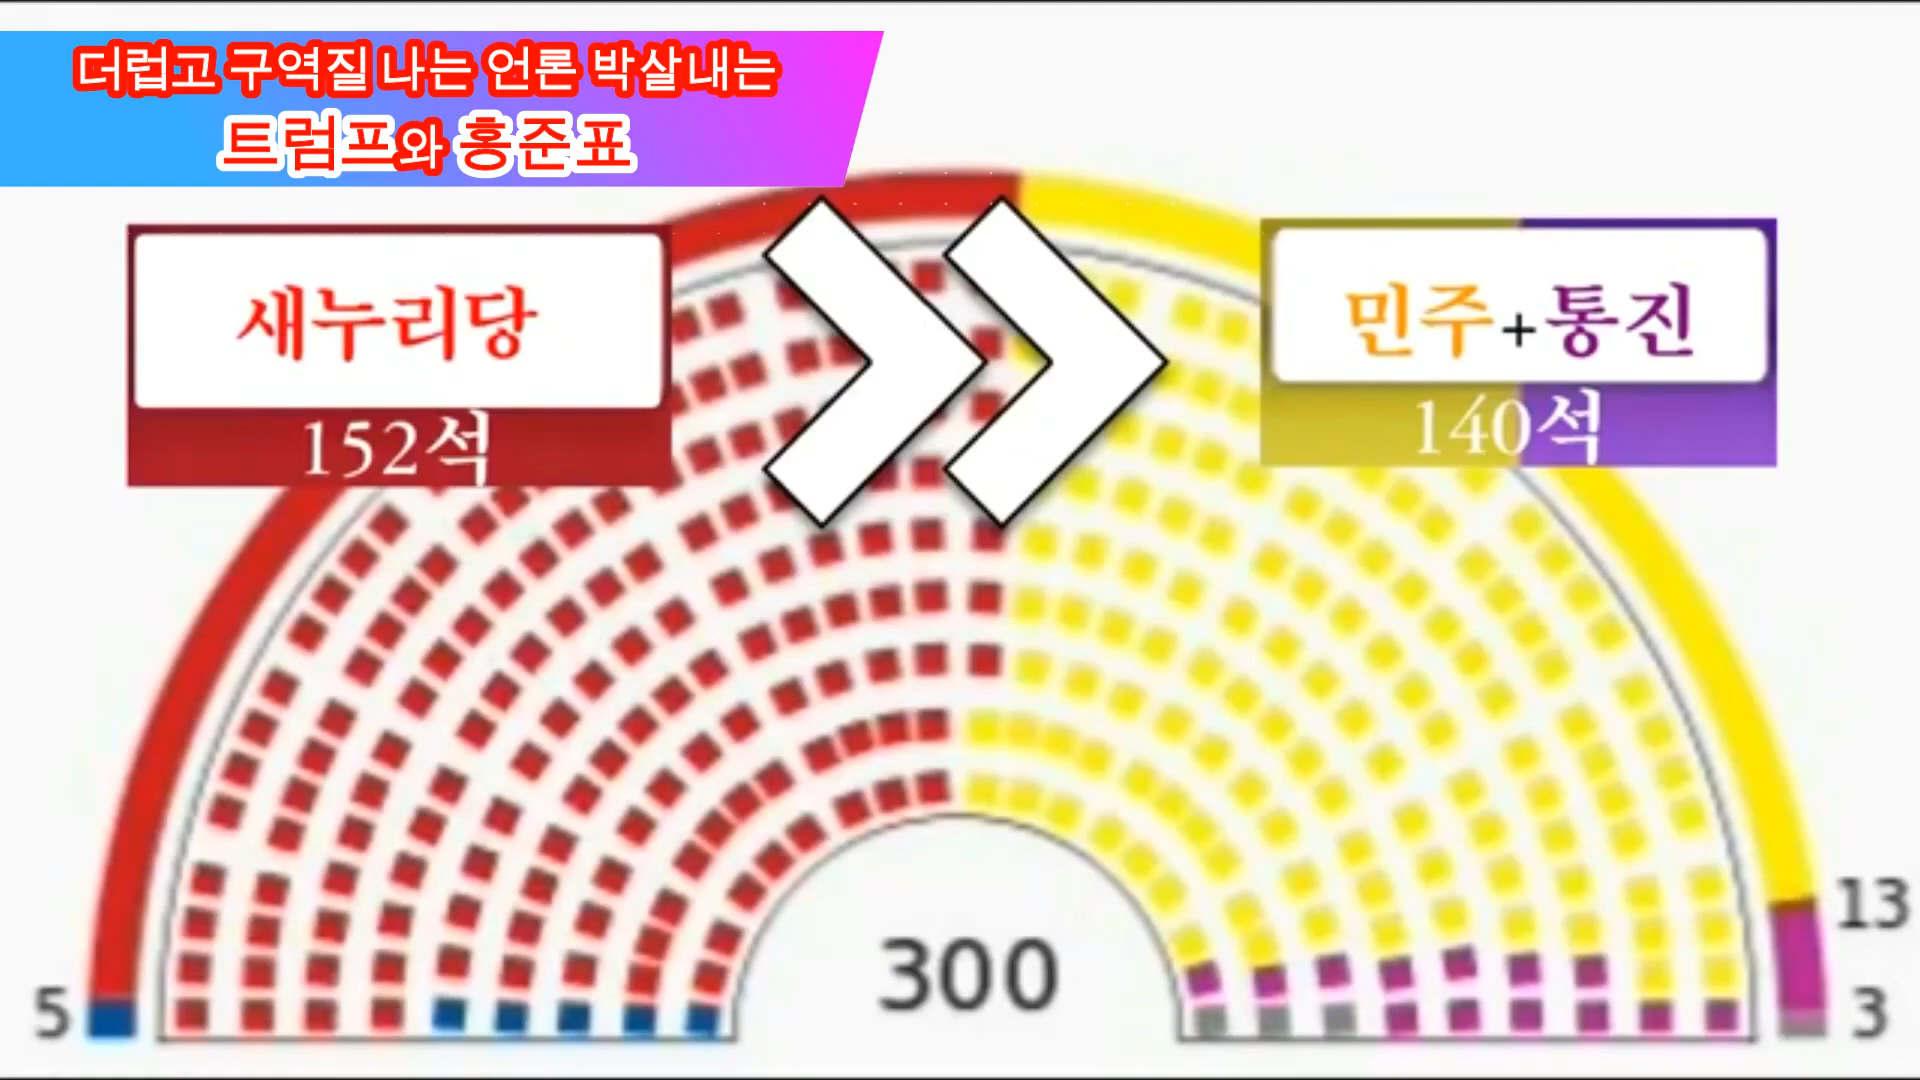 더럽고 구역질 나는 언론 박살내는
트럼프와 홍준표
새누리당
152석
민주+통진
140석
13
5
300
3